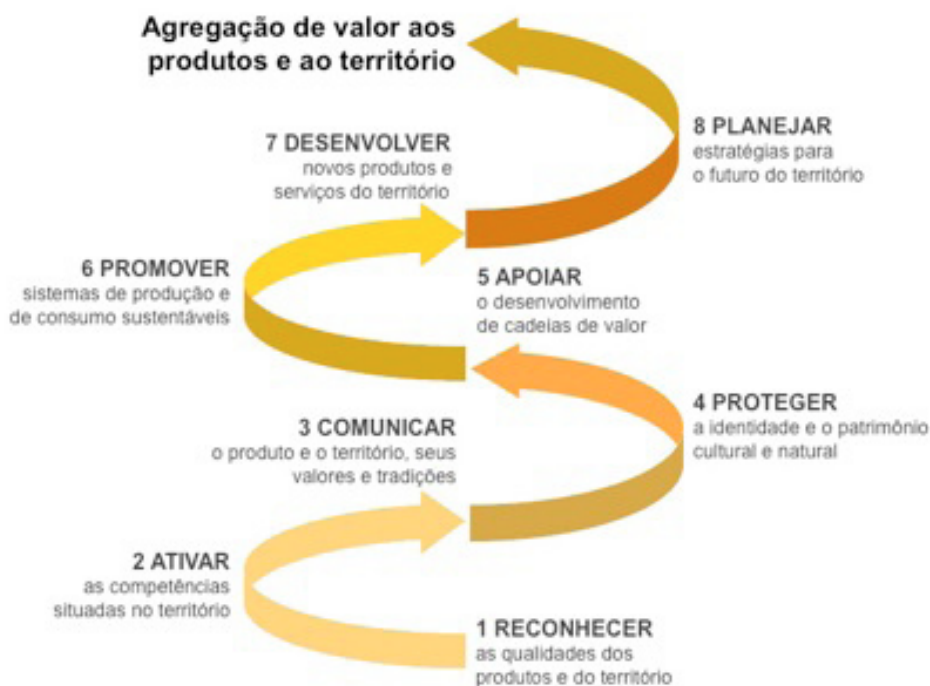 Agregação de valor aos
produtos e ao território
8 PLANEJAR
estratégias para
o futuro do território
7 DESENVOLVER
novos produtos e
serviços do território
6 PROMOVER
sistemas de produção e
de consumo sustentáveis
5 APOIAR
o desenvolvimento
de cadeias de valor
4 PROTEGER
a identidade e o patrimônio
cultural e natural
3 COMUNICAR
o produto e o território, seus
valores e tradições
2 ATIVAR
as competências
situadas no território
1 RECONHECER
as qualidades dos
produtos e do território